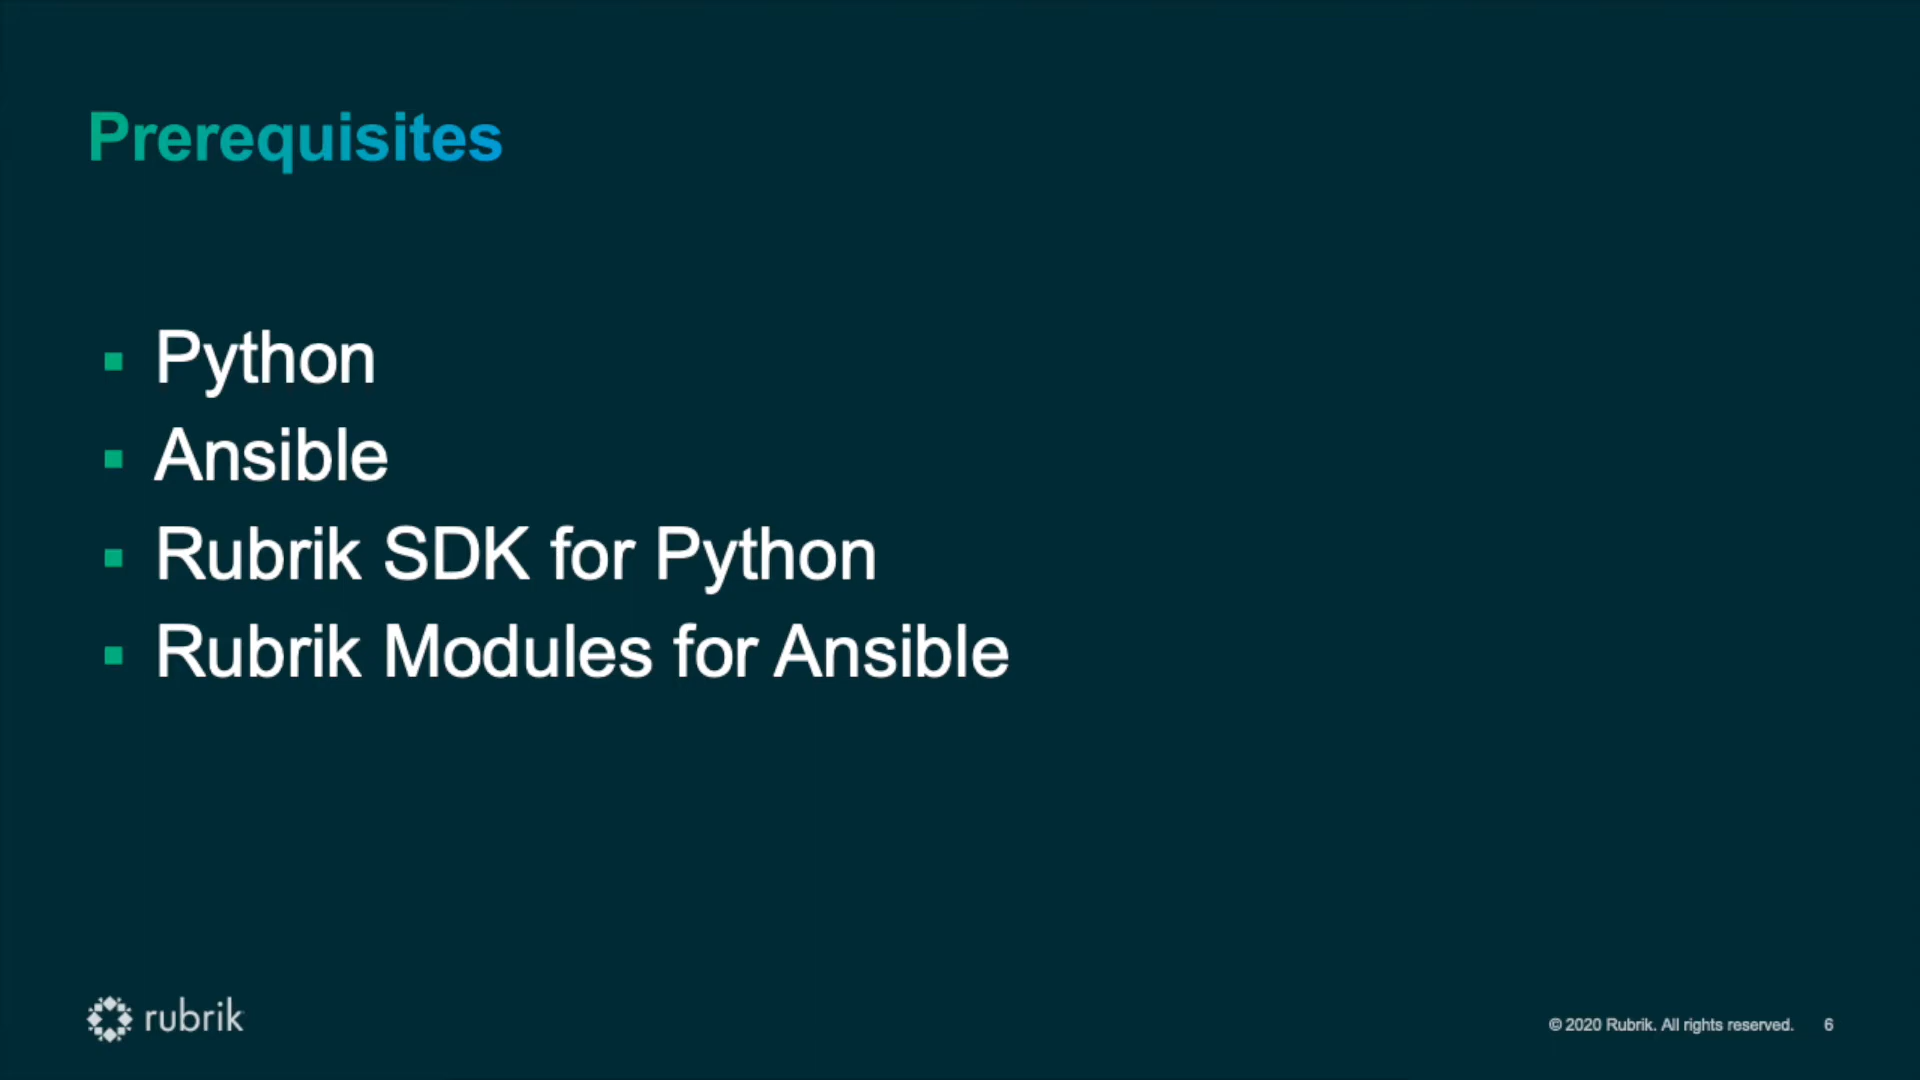 Prerequisites
Python
Ansible
Rubrik SDK for Python
Rubrik Modules for Ansible
rubrik
© 2020 Rubrik. All rights reserved. 6